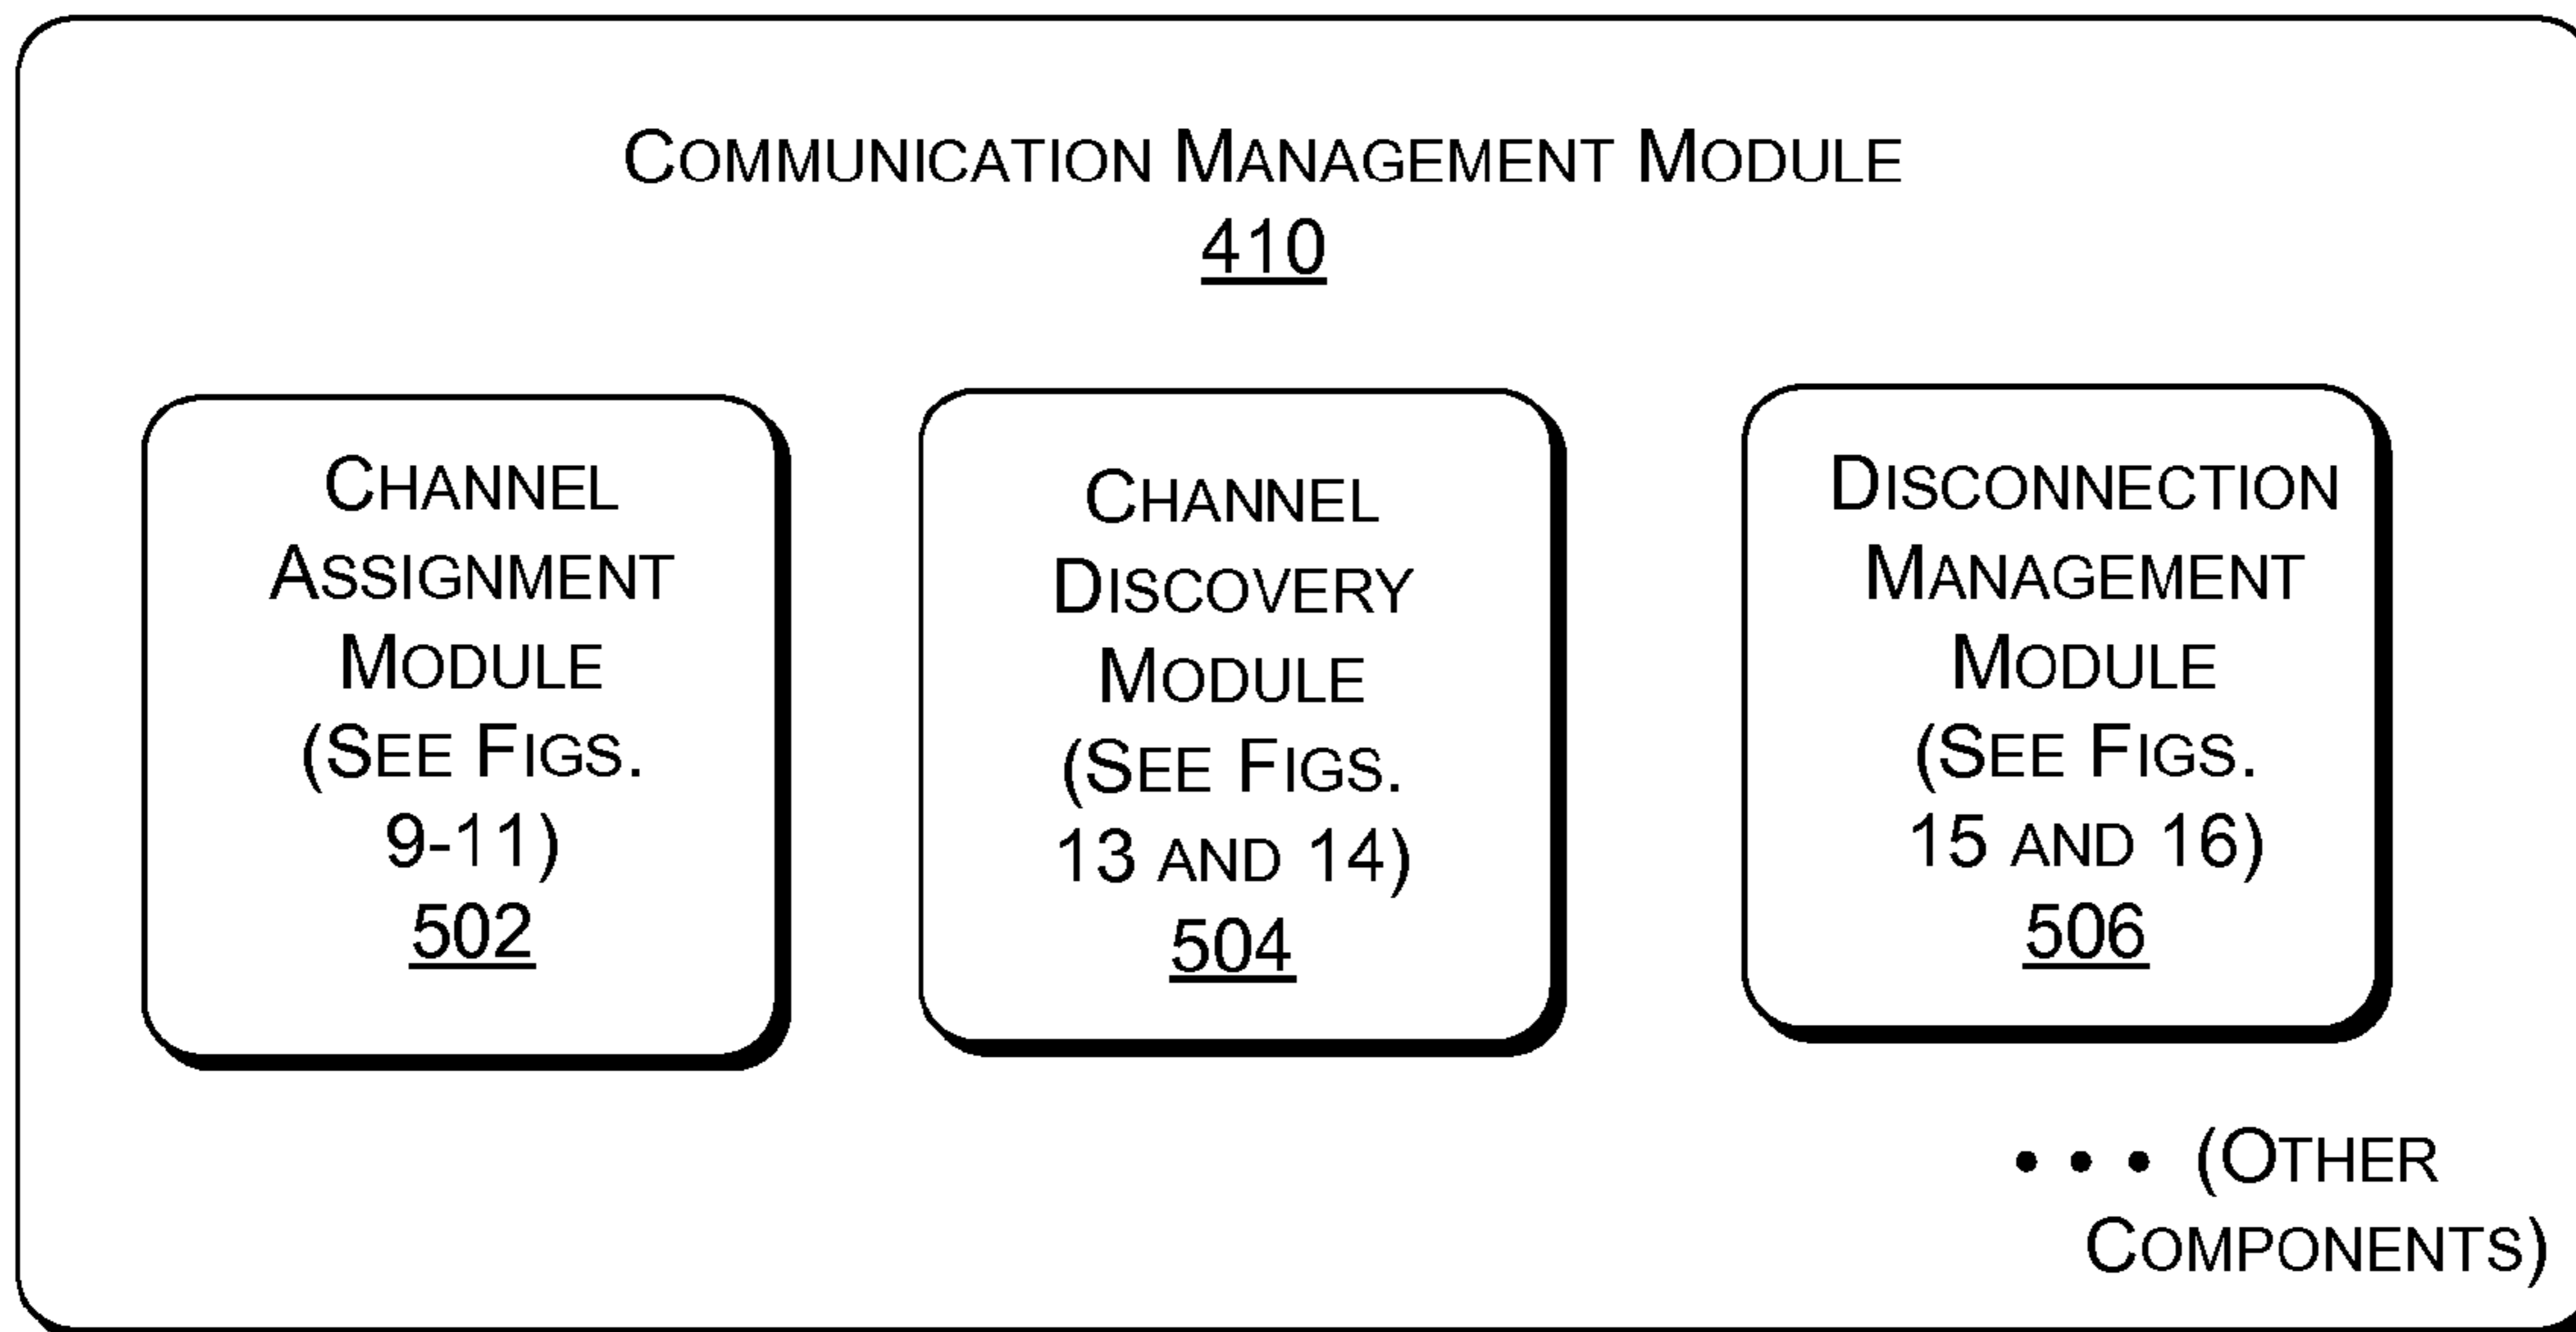 COMMUNICATION MANAGEMENT MODULE
410
CHANNEL
ASSIGNMENT
MODULE
(SEE FIGS.
9-11)
502
CHANNEL
DISCOVERY
MODULE
(SEE FIGS.
13 AND 14)
504
DISCONNECTION
MANAGEMENT
MODULE
(SEE FIGS.
15 AND 16)
506
• • • (OTHER
COMPONENTS)